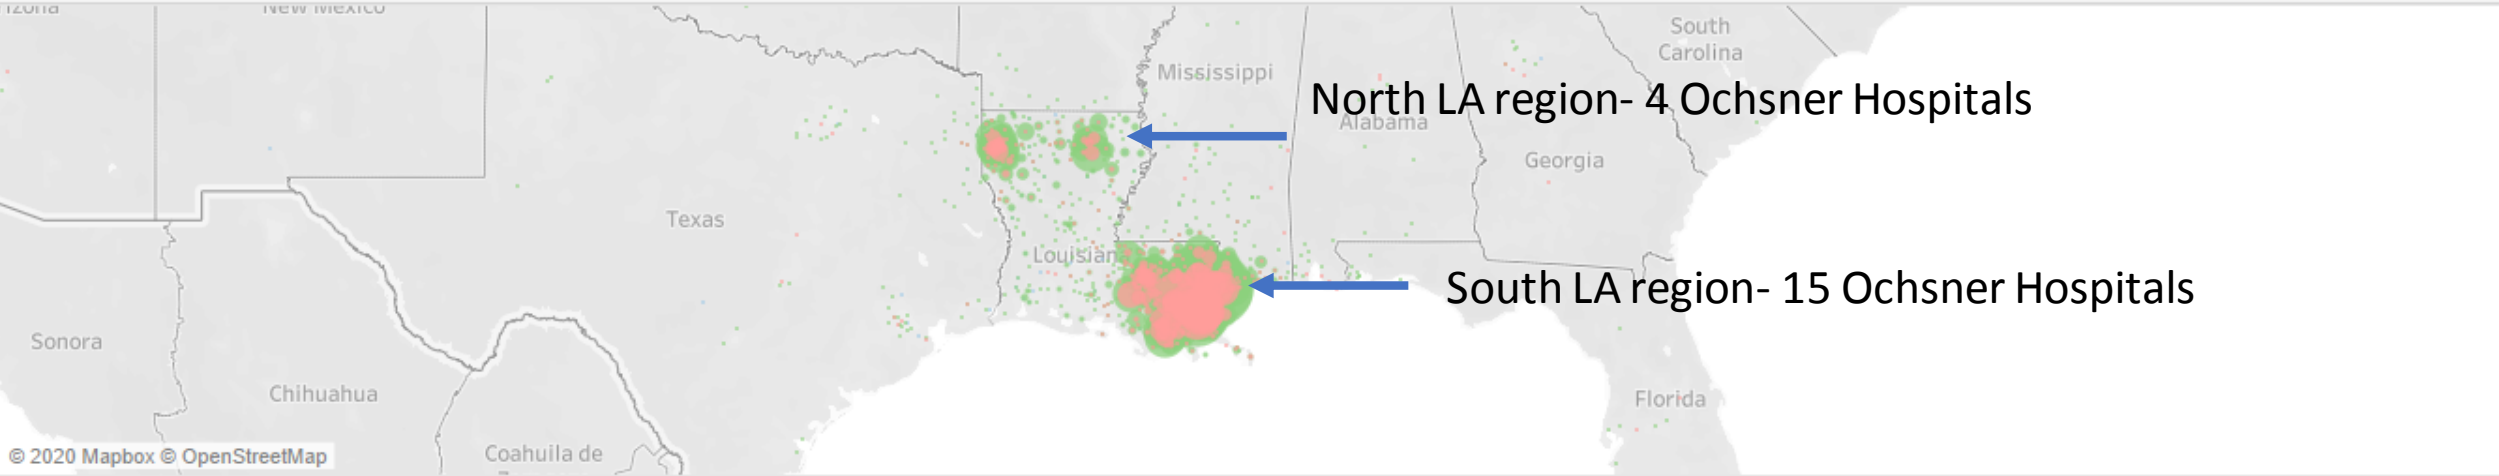 New Mexico
South
Carolina
Mississippi
North LA region- 4 Ochsner Hospitals
Alabama
Georgia
Texas
Louisian
South LA region- 15 Ochsner Hospitals
Sonora
Chihuahua
Florida
Coahuila de
© 2020 Mapbox © OpenStreetMap